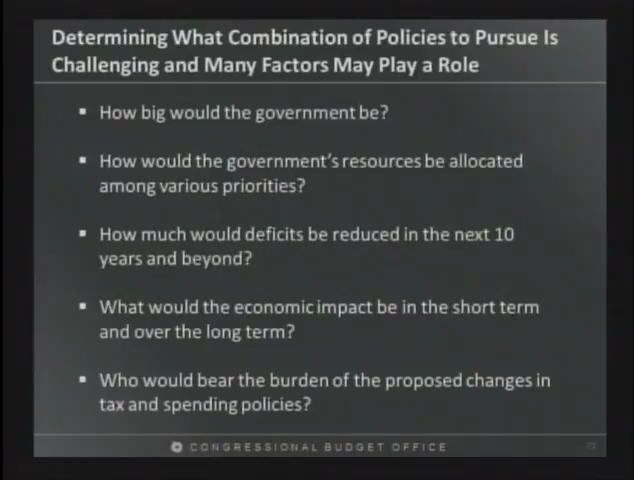 Determining What Combination of Policies to Pursue Is
Challenging and Many Factors May Play a Role
▪ How big would the government be?
▪ How would the government's resources be allocated
among various priorities?
▪ How much would deficits be reduced in the next 10
years and beyond?
▪ What would the economic impact be in the short term
and over the long term?
▪ Who would bear the burden of the proposed changes in
tax and spending policies?
CONGRESSIONAL BUDGET OFFICE